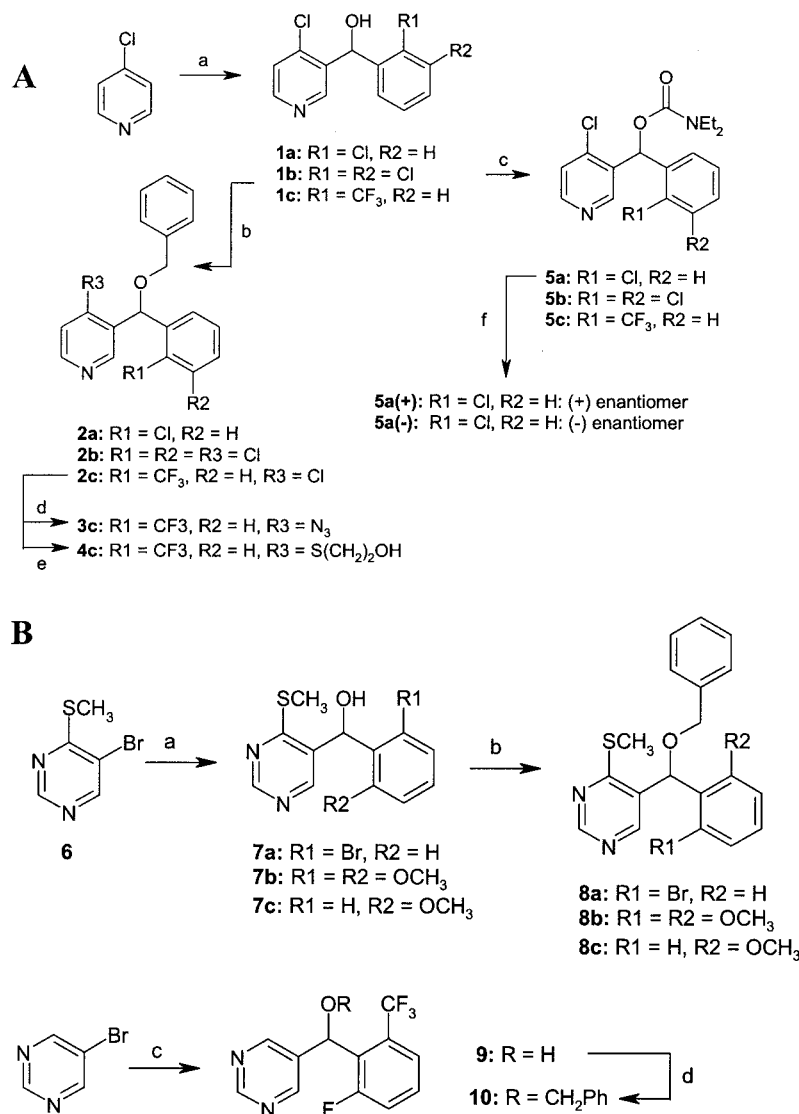 A
Cl
N
a
Cl
OH
R1
R2
N
1a: R1 = Cl, R2 = H
1b: R1 = R2 = Cl
1c: R1 = CF3, R2 = H
b
c
O
O
NEt2
Cl
N
R1
R2
5a: R1 = Cl, R2 = H
5b: R1 = R2 = Cl
5c: R1 = CF3, R2 = H
f
5a(+): R1 = Cl, R2 = H: (+) enantiomer
5a(-): R1 = Cl, R2 = H: (-) enantiomer
R3
O
N
R1
R2
2a: R1 = Cl, R2 = H
2b: R1 = R2 = R3 = Cl
2c: R1 = CF3, R2 = H, R3 = Cl
d
3c: R1 = CF3, R2 = H, R3 = N3
4c: R1 = CF3, R2 = H, R3 = S(CH2)2OH
e
B
SCH3
Br
N
N
6
a
SCH3
OH
R1
N
N
R2
7a: R1 = Br, R2 = H
7b: R1 = R2 = OCH3
7c: R1 = H, R2 = OCH3
b
SCH3
O
R2
N
N
R1
8a: R1 = Br, R2 = H
8b: R1 = R2 = OCH3
8c: R1 = H, R2 = OCH3
Br
N
N
c
OR
CF3
N
N
F
9: R = H
d
10: R = CH2Ph